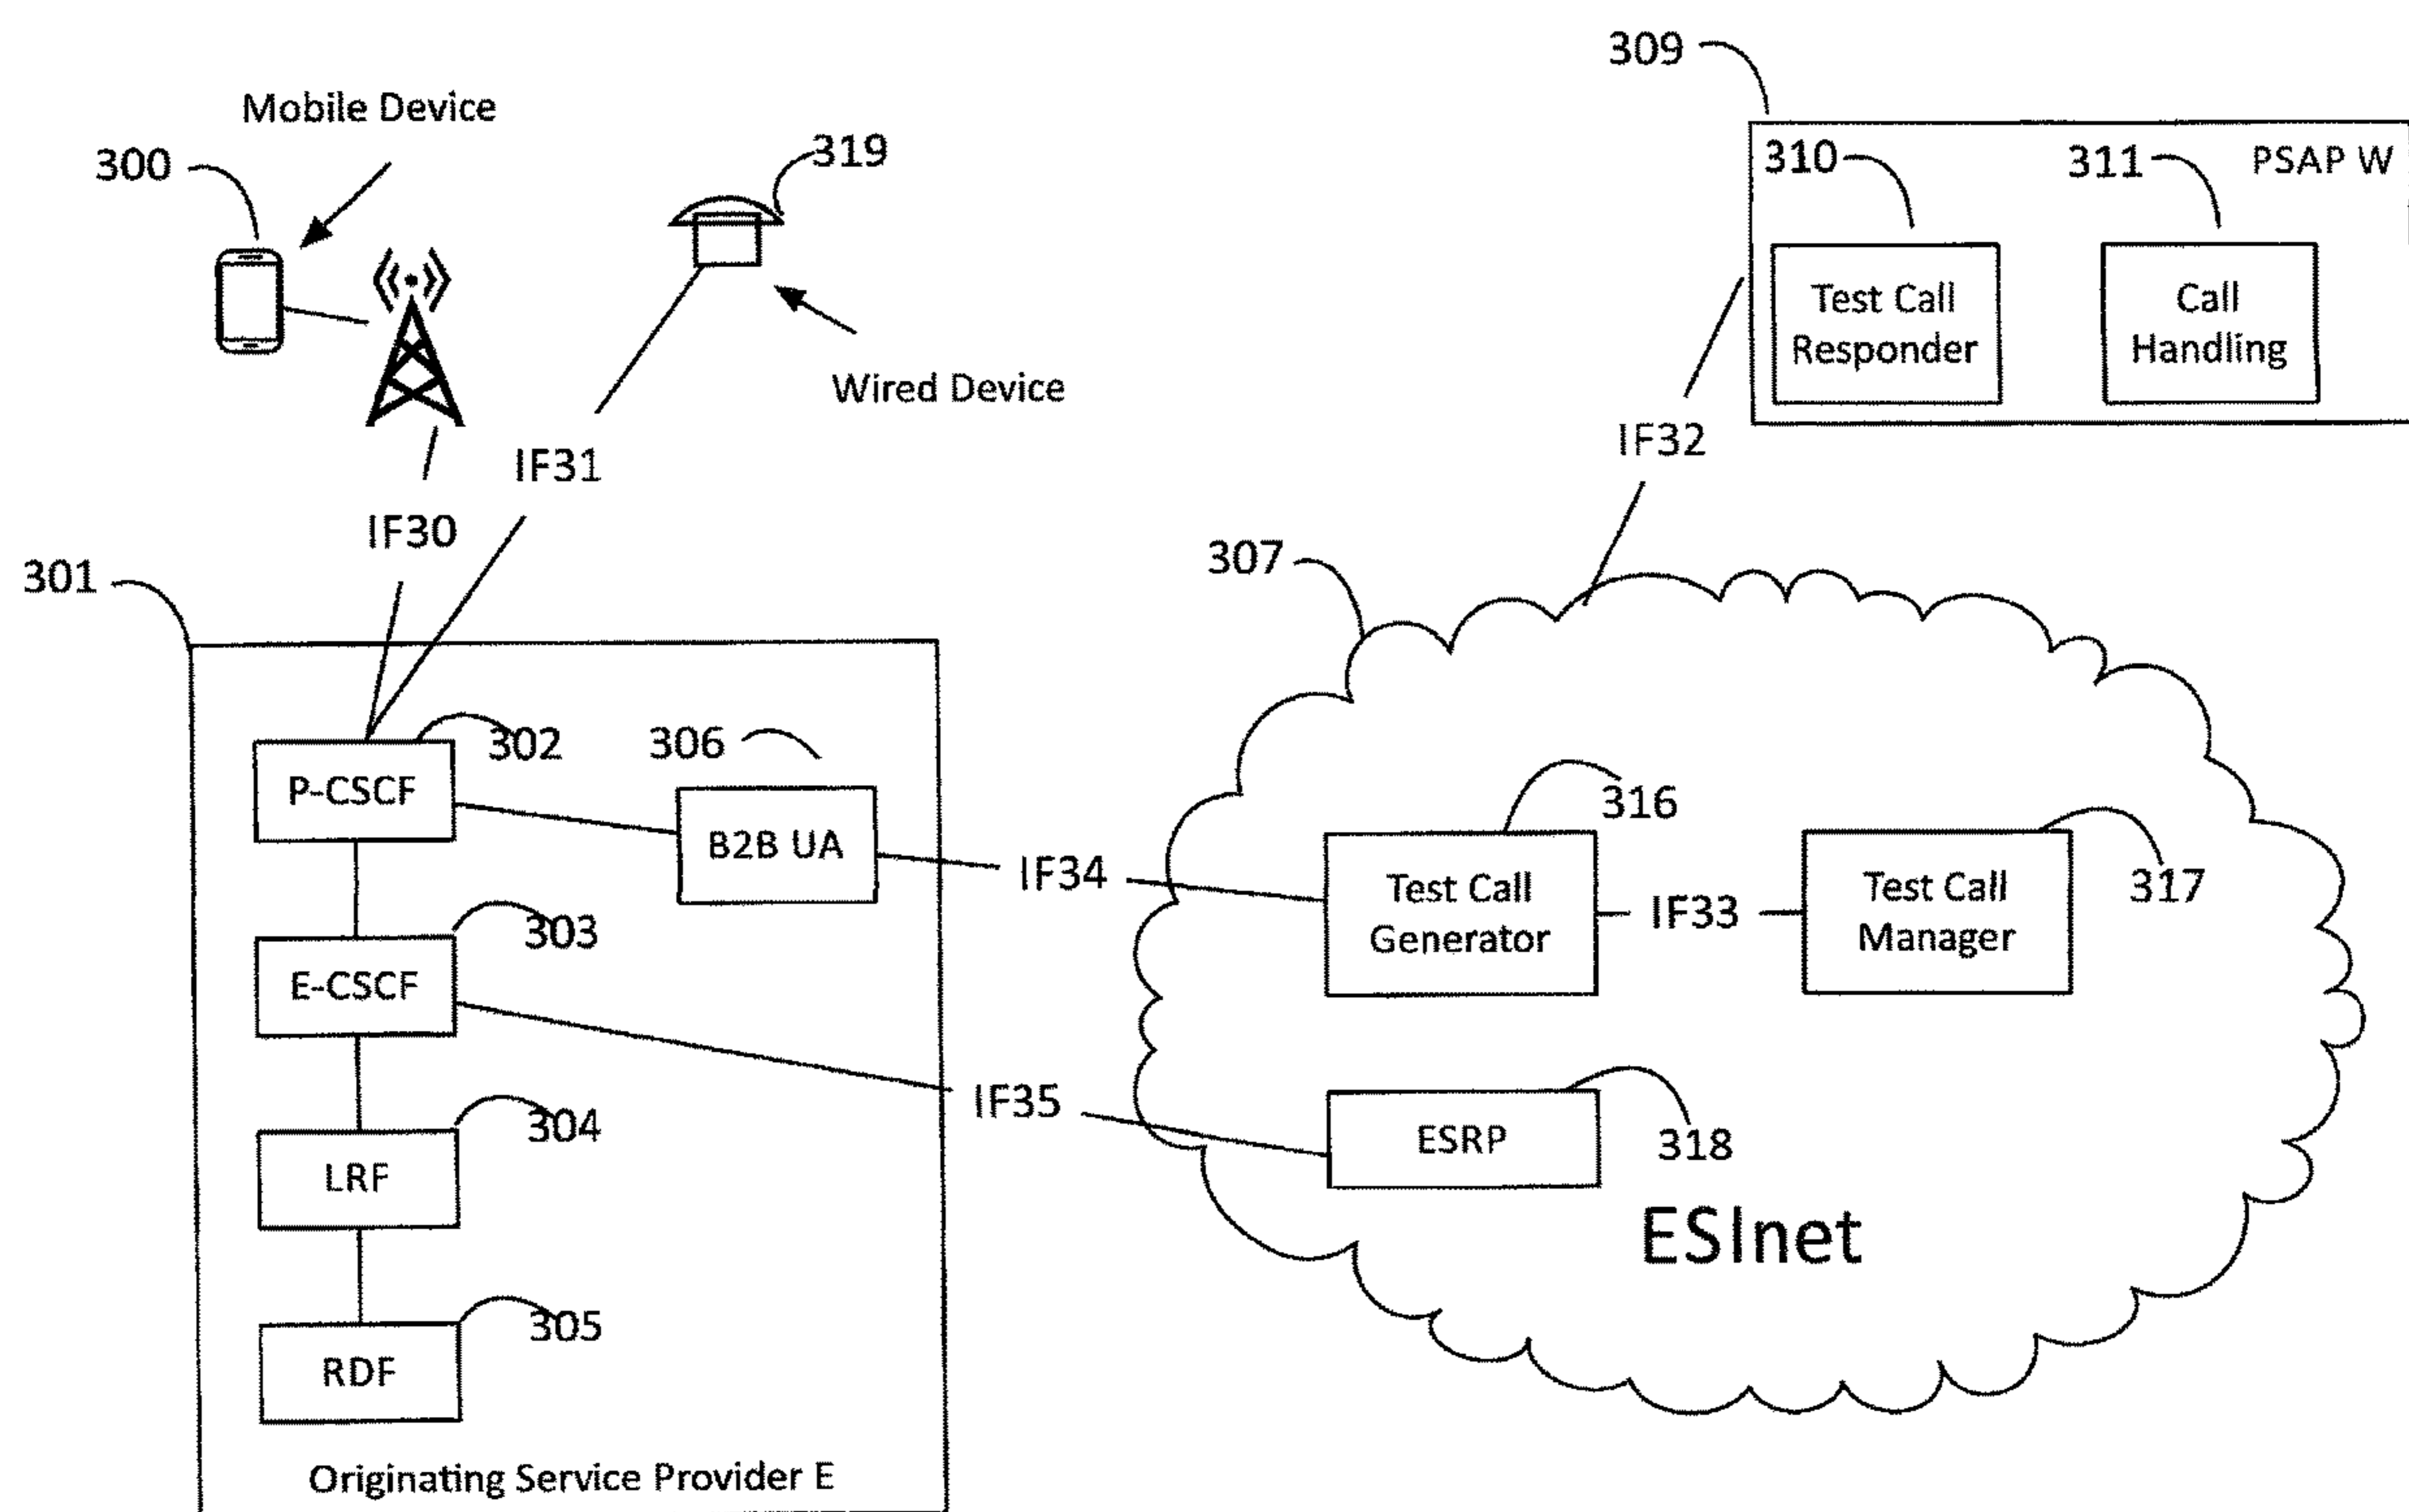 309
Mobile Device
300
319
310
311
PSAP W
Test Call
Responder
Call
Handling
Wired Device
IF32
IF31
IF30
301
307
302
306
P-CSCF
B2B UA
316
IF34
Test Call
Generator
IF33
Test Call
Manager
317
303
E-CSCF
IF35
304
LRF
ESRP
318
ESInet
305
RDF
Originating Service Provider E